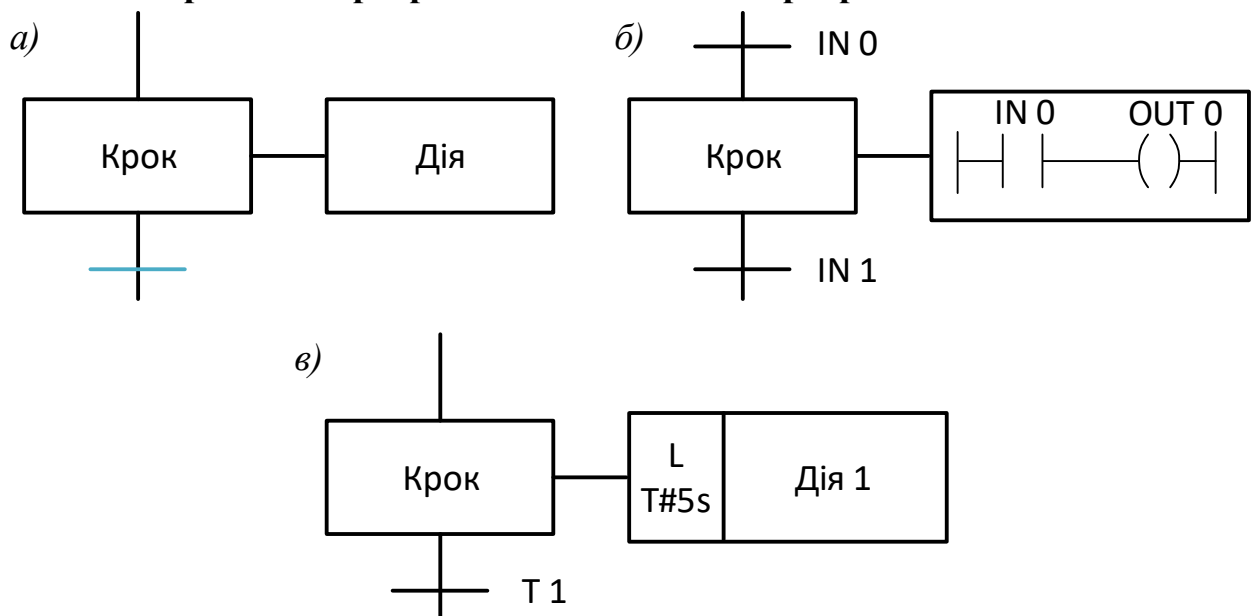 а)
Крок
Дія
б)
IN 0
Крок
IN 0 OUT 0
IN 1
в)
Крок
L
T#5s
Дія 1
T 1